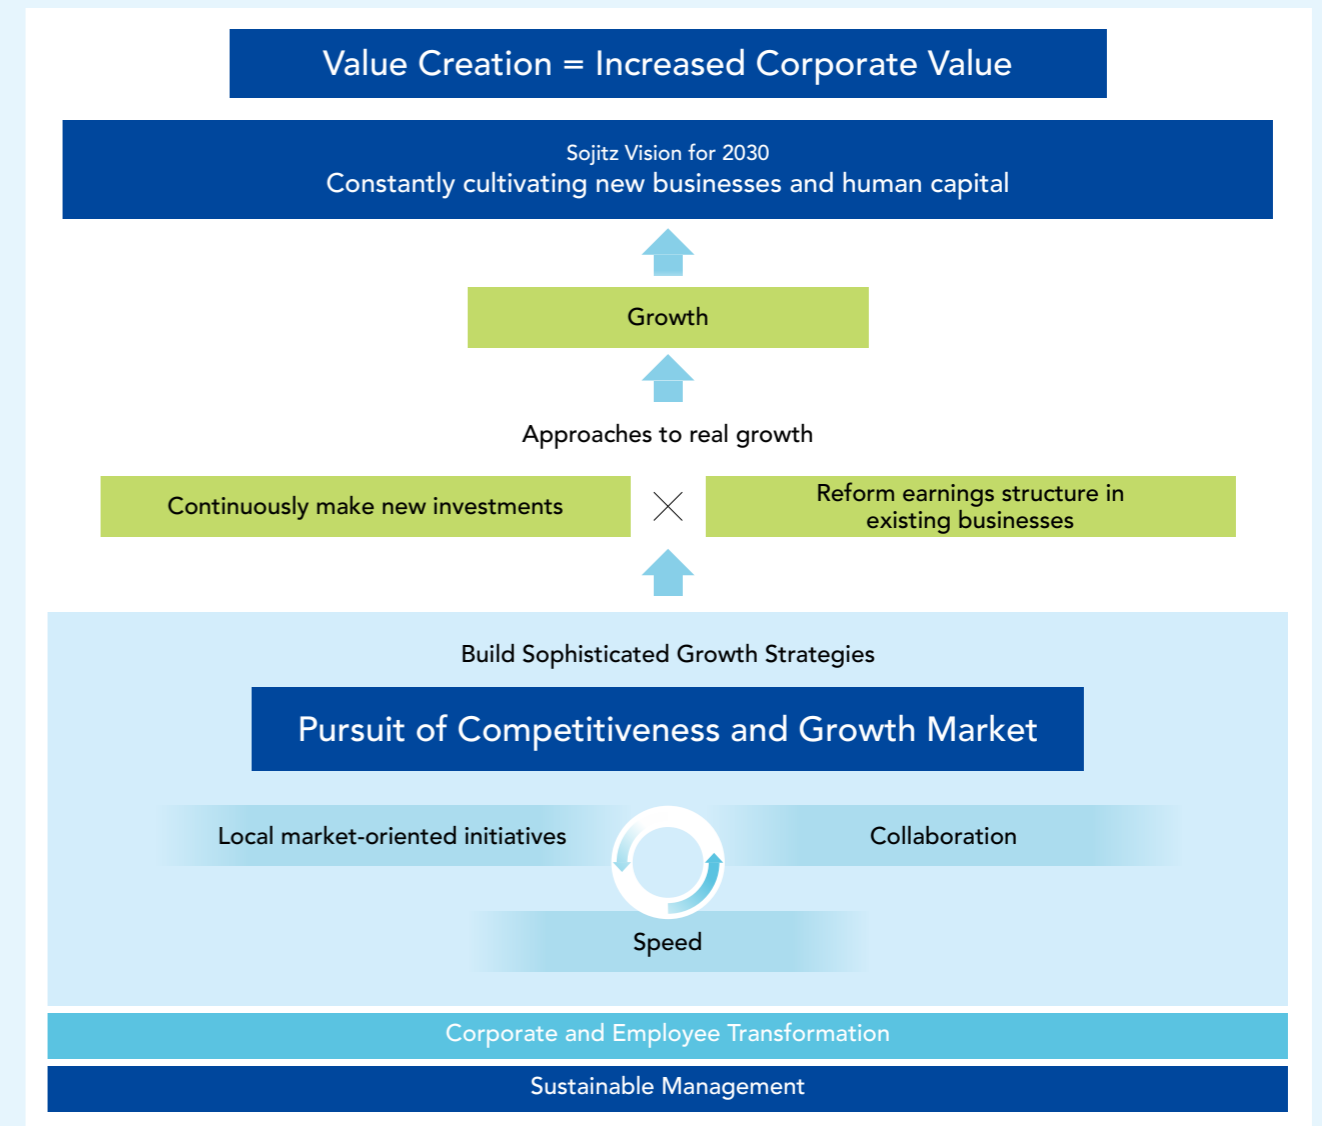 Value Creation = Increased Corporate Value
Sojitz Vision for 2030
Constantly cultivating new businesses and human capital
Growth
Approaches to real growth
Continuously make new investments
Reform earnings structure in
existing businesses
Build Sophisticated Growth Strategies
Pursuit of Competitiveness and Growth Market
Local market-oriented initiatives
Collaboration
Speed
Corporate and Employee Transformation
Sustainable Management